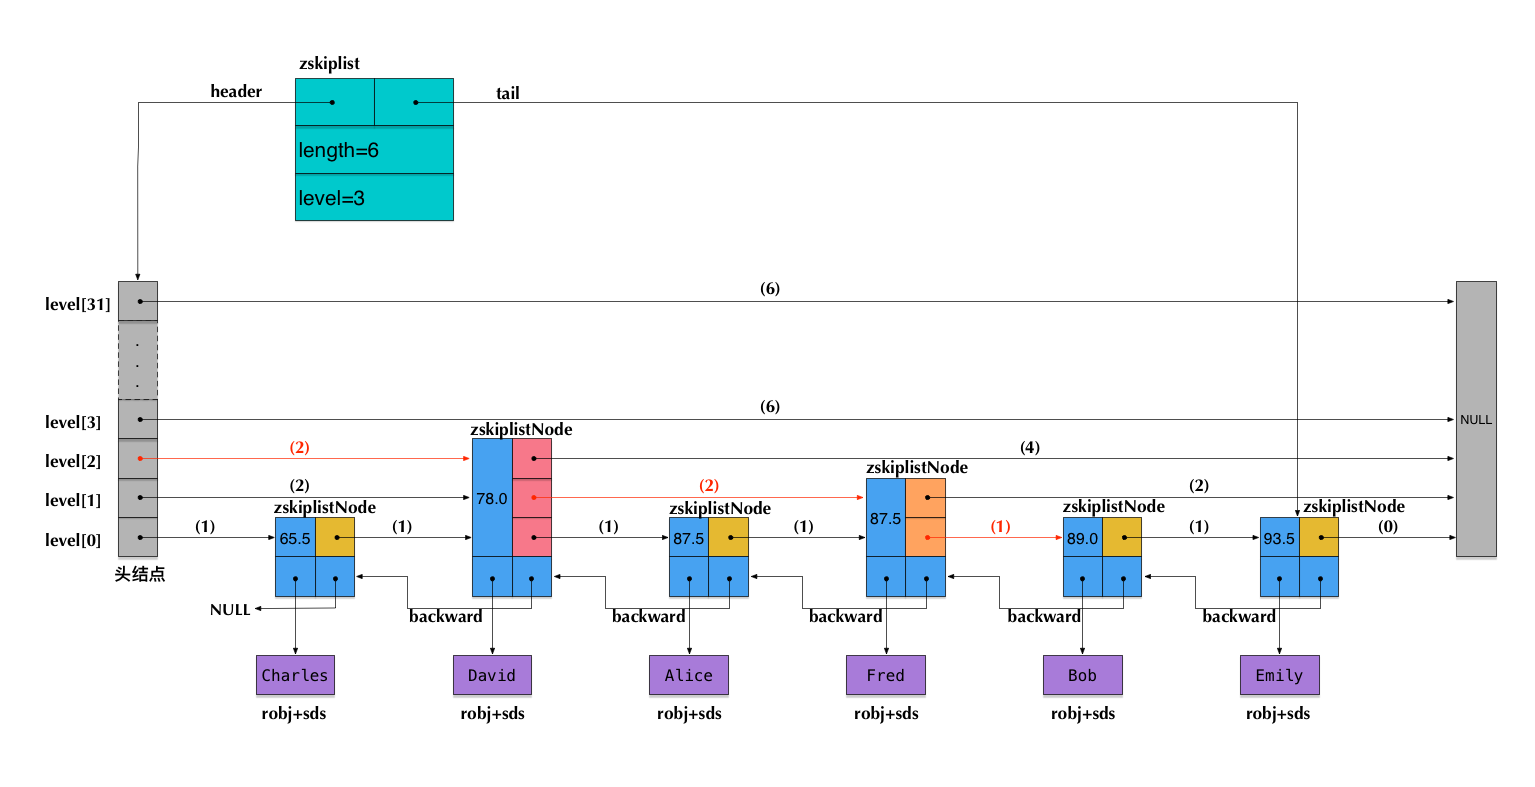 zskiplist
header
tail
length=6
level=3
level[31]
(6)
.
.
.
level[3]
(6)
NULL
zskiplistNode
level[2]
(2)
(4)
zskiplistNode
level[1]
(2)
78.0
(2)
(2)
zskiplistNode
zskiplistNode
87.5
zskiplistNode
zskiplistNode
level[0]
(1)
65.5
(1)
(1)
87.5
(1)
(1)
89.0
(1)
93.5
(0)
头结点
NULL
backward
backward
backward
backward
backward
Charles
David
Alice
Fred
Bob
Emily
robj+sds
robj+sds
robj+sds
robj+sds
robj+sds
robj+sds